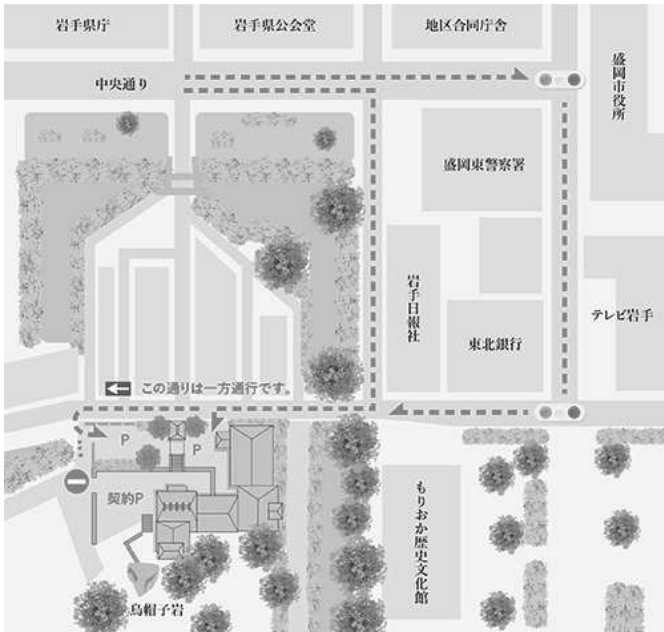 岩手県庁
岩手県公会堂
地区合同庁舎
盛岡市役所
中央通り
盛岡東警察署
岩手日報社
東北銀行
テレビ岩手
この通りは一方通行です。
P
P
契約P
もりおか歴史文化館
烏帽子岩